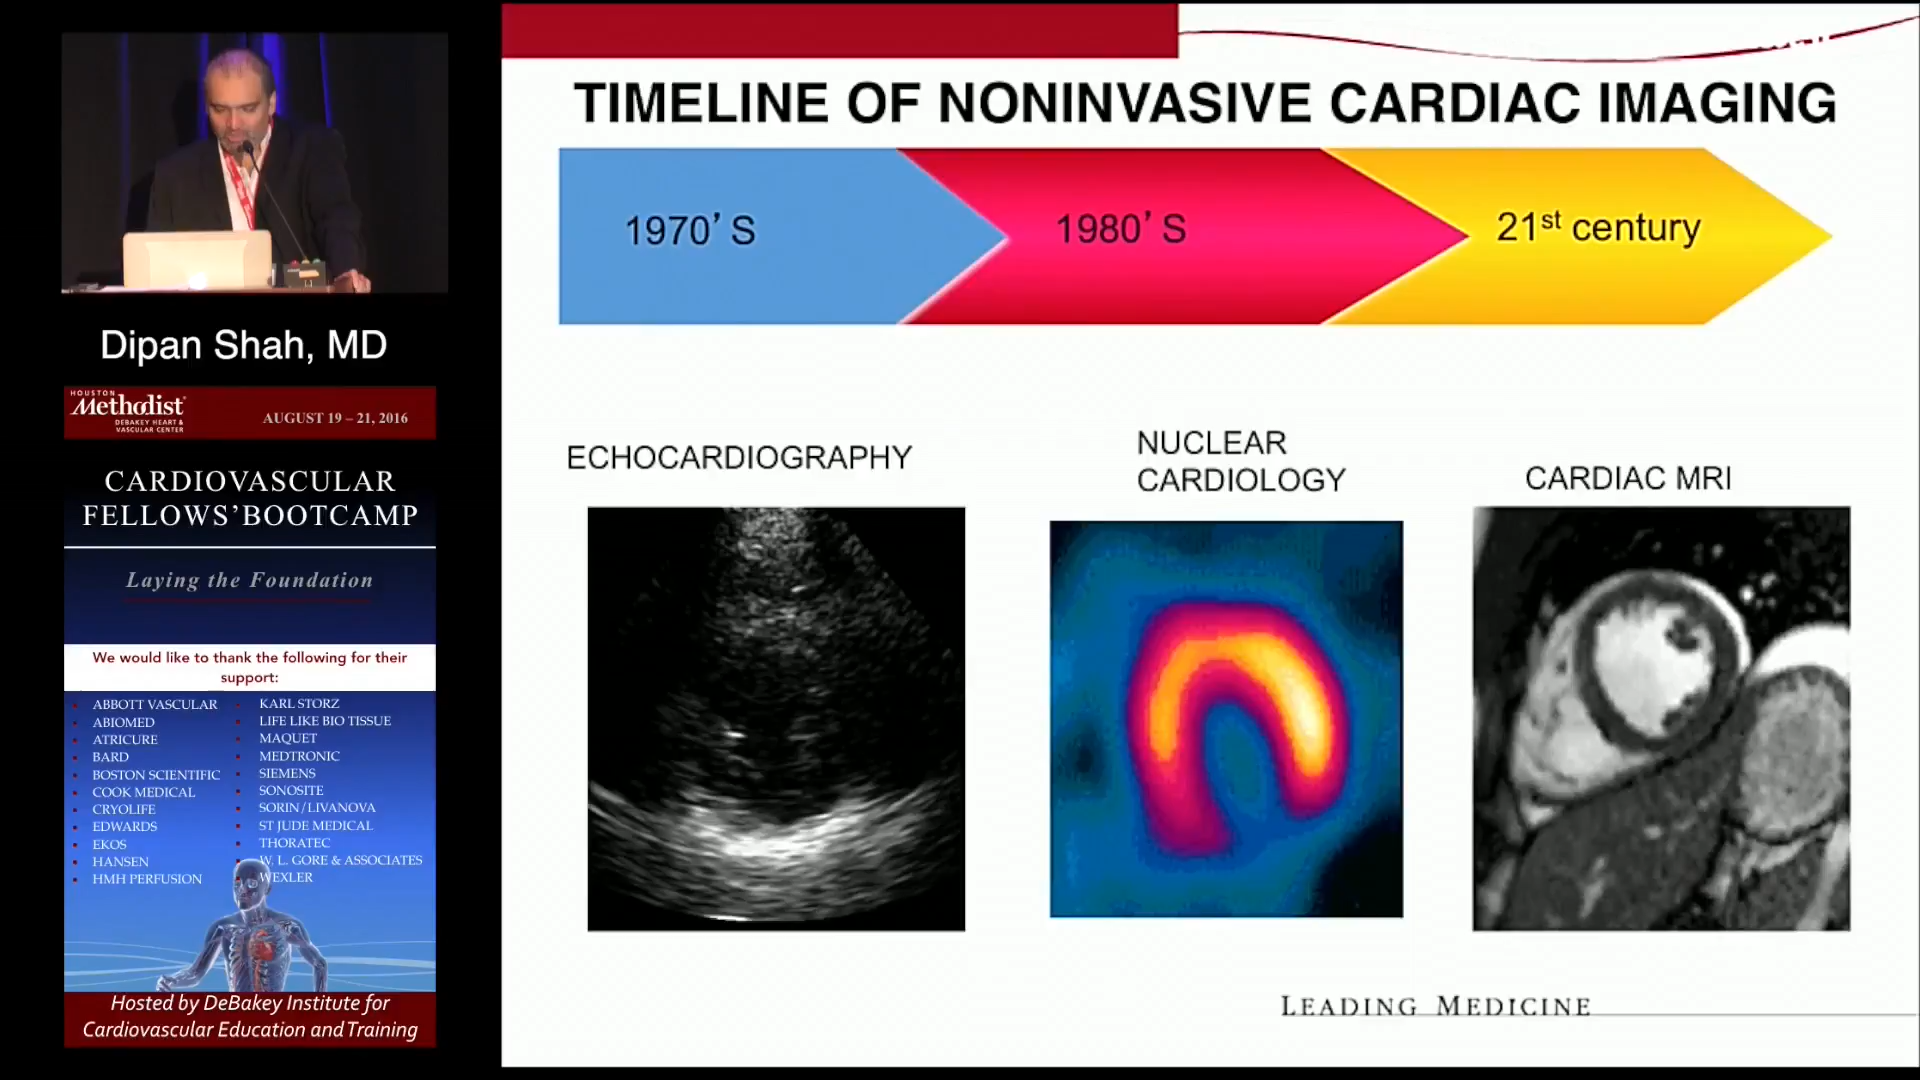 Dipan Shah, MD
HOUSTON
Methodist
DEBAKEY HEART &
VASCULAR CENTER
AUGUST 19 – 21, 2016
CARDIOVASCULAR
FELLOWS’BOOTCAMP
Laying the Foundation
We would like to thank the following for their
support:
ABBOTT VASCULAR
ABIOMED
ATRICURE
BARD
BOSTON SCIENTIFIC
COOK MEDICAL
CRYOLIFE
EDWARDS
EKOS
HANSEN
HMH PERFUSION
KARL STORZ
LIFE LIKE BIO TISSUE
MAQUET
MEDTRONIC
SIEMENS
SONOSITE
SORIN/LIVANOVA
ST JUDE MEDICAL
THORATEC
W. L. GORE & ASSOCIATES
WEXLER
Hosted by DeBakey Institute for
Cardiovascular Education and Training
TIMELINE OF NONINVASIVE CARDIAC IMAGING
1970’ S
1980’ S
21st century
ECHOCARDIOGRAPHY
NUCLEAR
CARDIOLOGY
CARDIAC MRI
LEADING MEDICINE